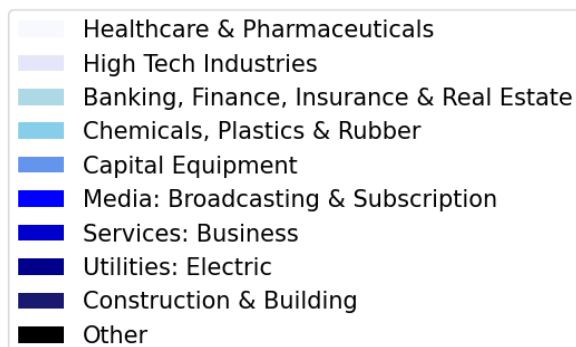 Healthcare & Pharmaceuticals
High Tech Industries
Banking, Finance, Insurance & Real Estate
Chemicals, Plastics & Rubber
Capital Equipment
Media: Broadcasting & Subscription
Services: Business
Utilities: Electric
Construction & Building
Other